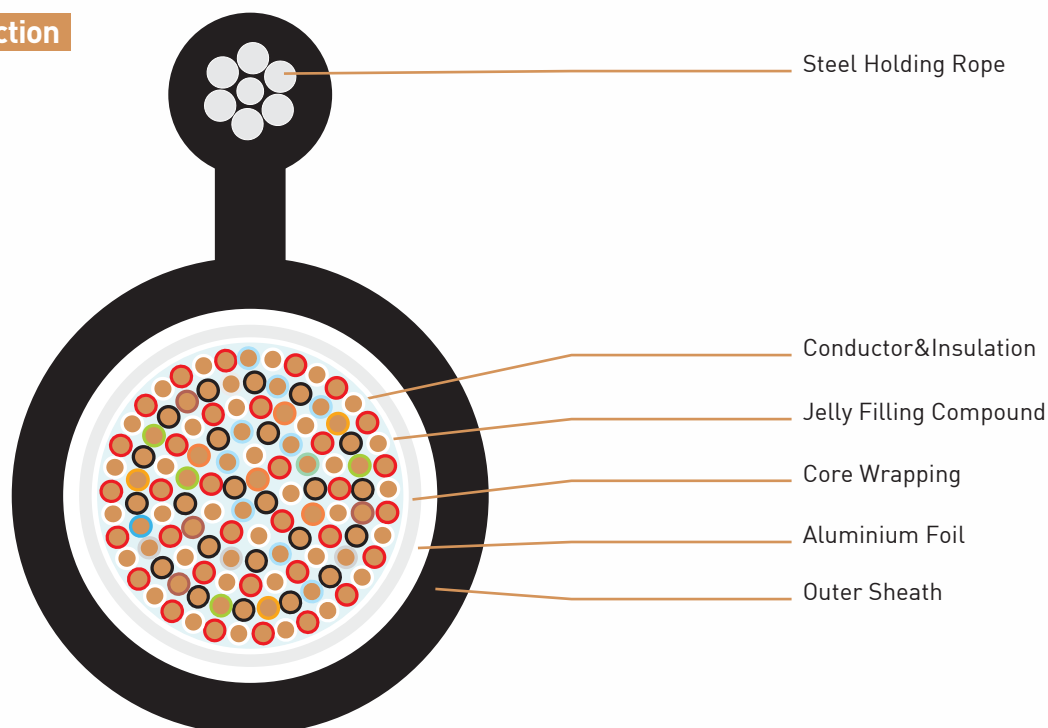 ction
Steel Holding Rope
Conductor&Insulation
Jelly Filling Compound
Core Wrapping
Aluminium Foil
Outer Sheath